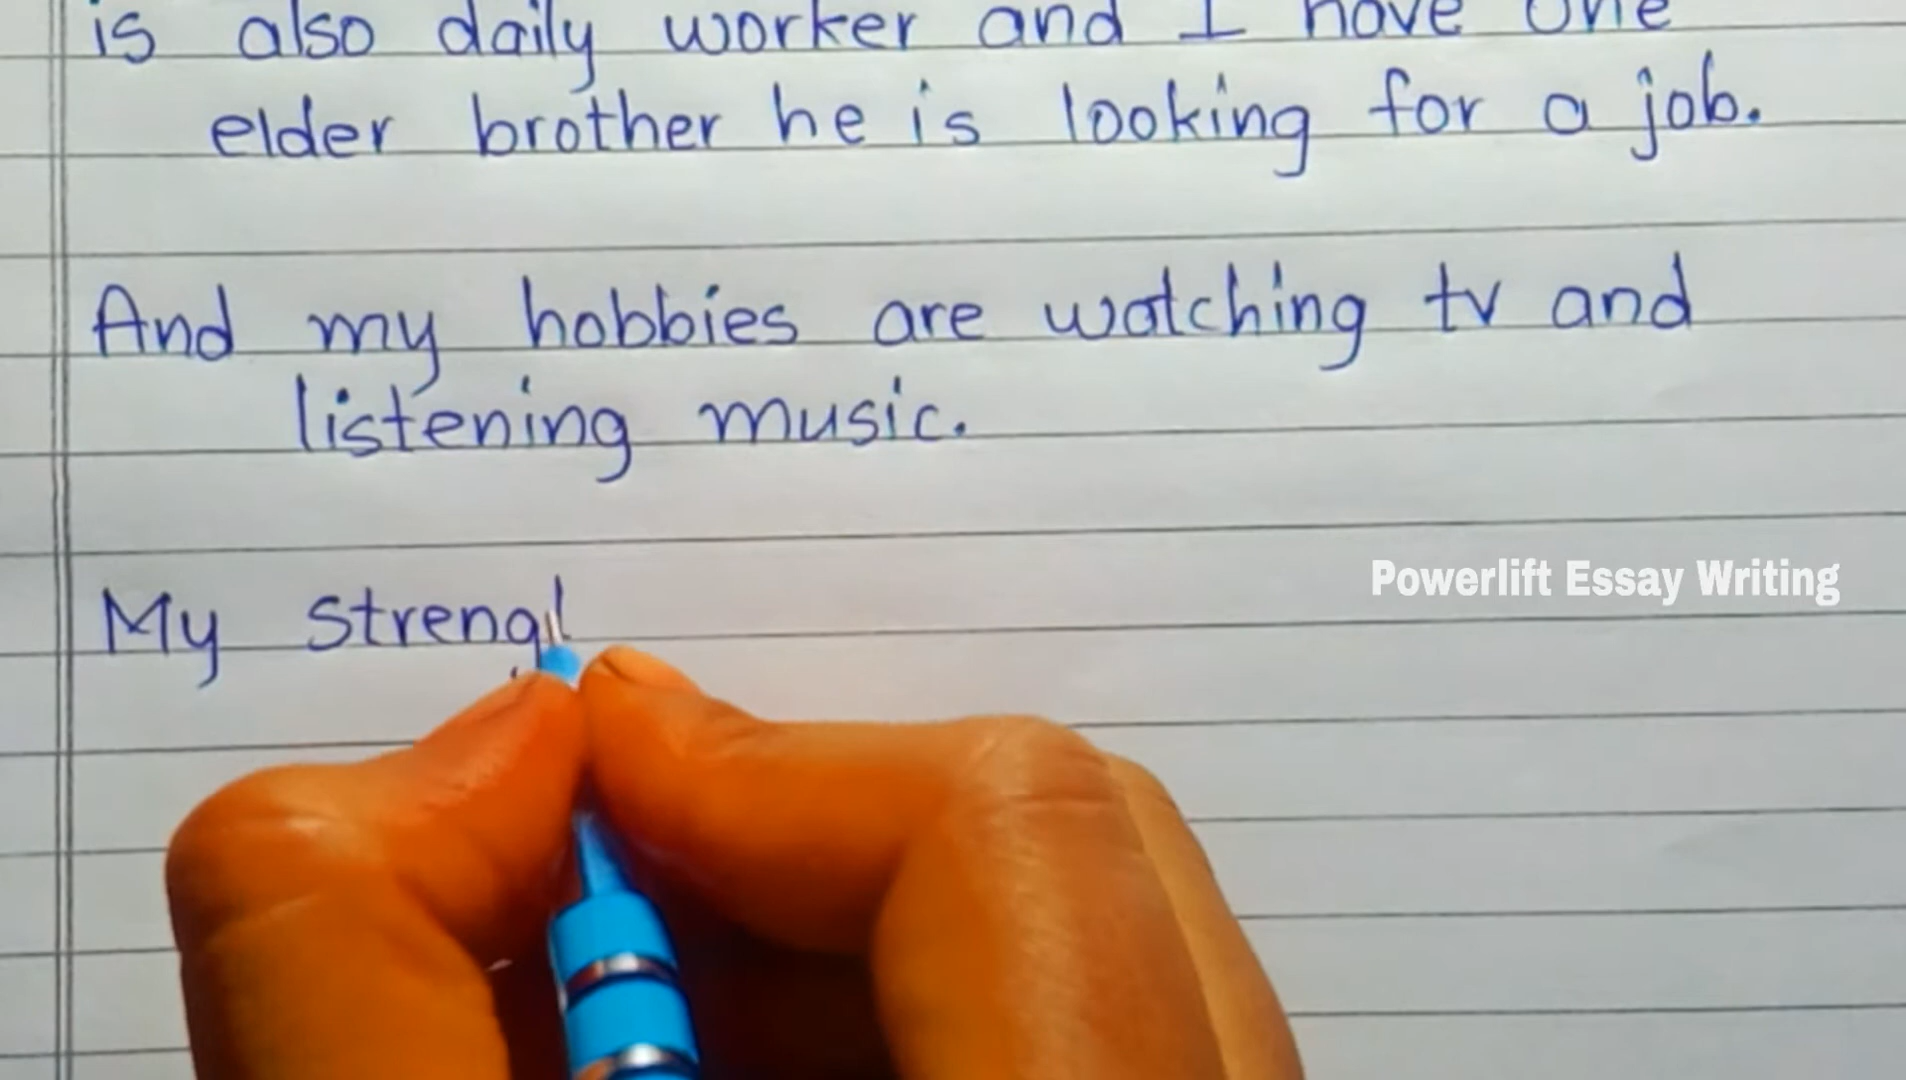 is also daily worker and I have one
elder brother he is looking for a job.
And my hobbies are watching tv and
listening music.
Powerlift Essay Writing
My